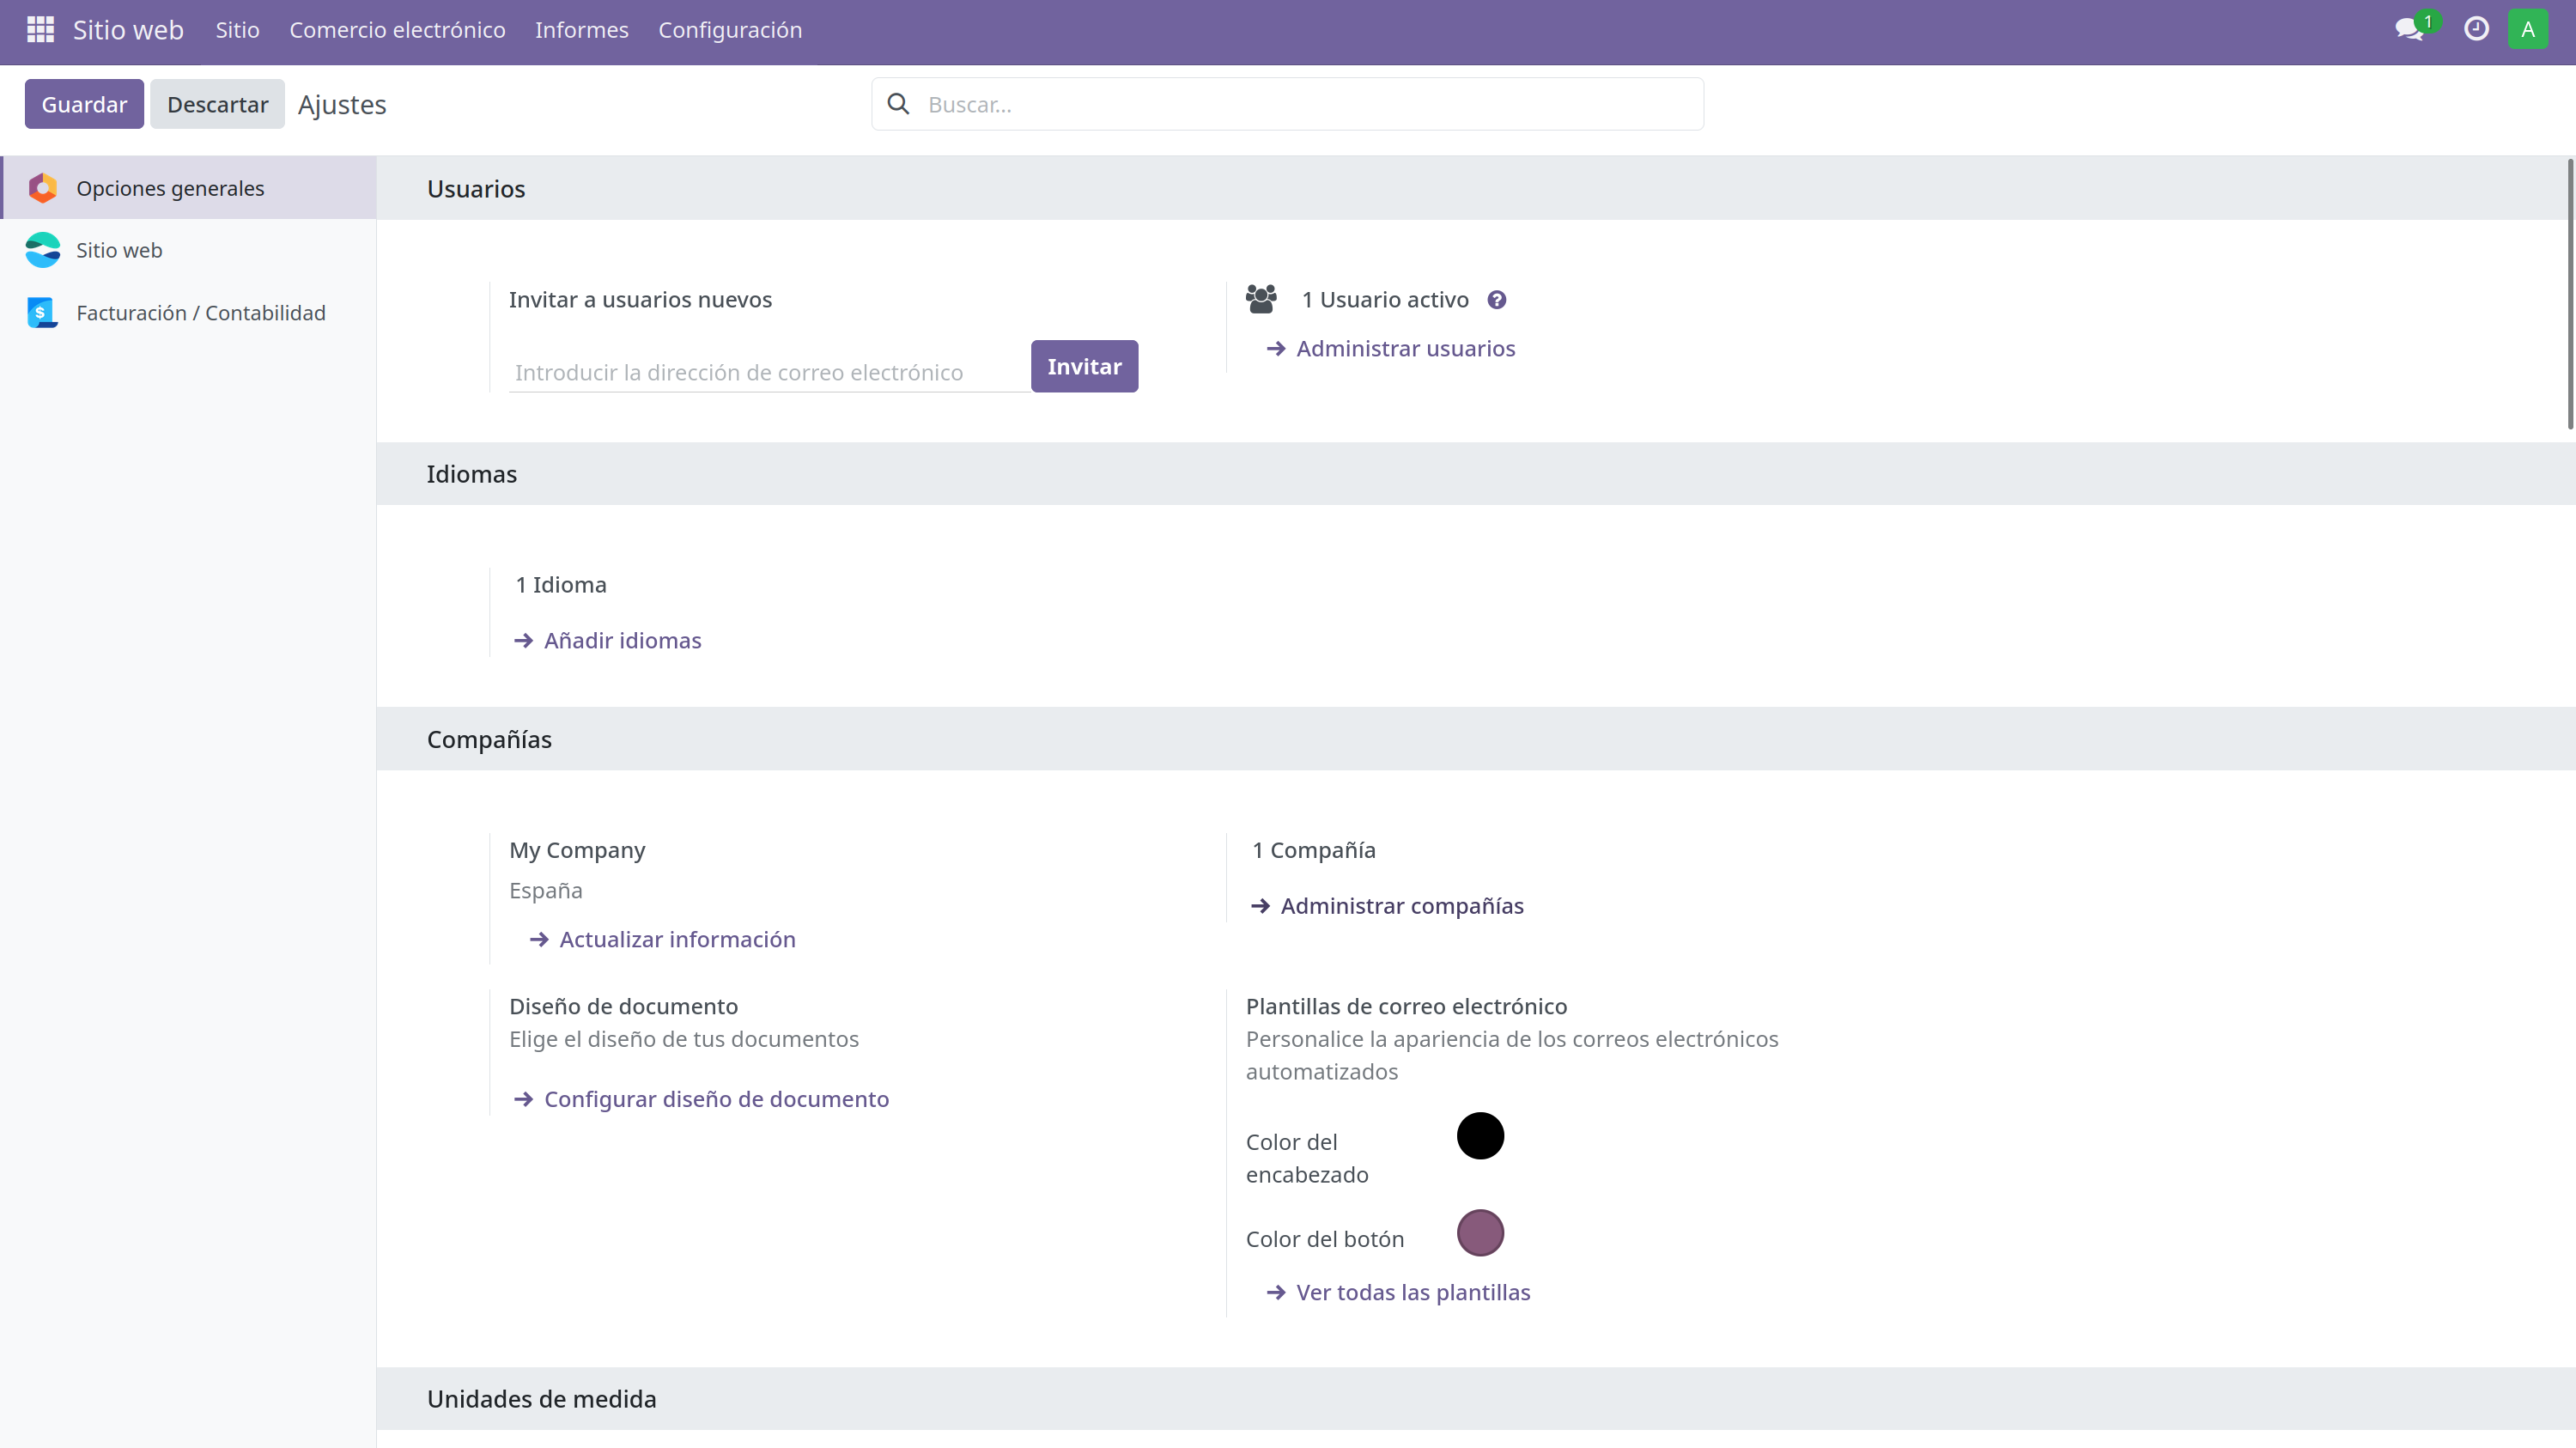 Sitio web Sitio Comercio electrónico Informes Configuración 1 A
Guardar Descartar Ajustes Buscar...
Opciones generales
Sitio web
Facturación / Contabilidad
Usuarios
Invitar a usuarios nuevos
Introducir la dirección de correo electrónico Invitar
1 Usuario activo ?
Administrar usuarios
Idiomas
1 Idioma
Añadir idiomas
Compañías
My Company
España
Actualizar información
1 Compañía
Administrar compañías
Diseño de documento
Elige el diseño de tus documentos
Configurar diseño de documento
Plantillas de correo electrónico
Personalice la apariencia de los correos electrónicos
automatizados
Color del
encabezado
Color del botón
Ver todas las plantillas
Unidades de medida